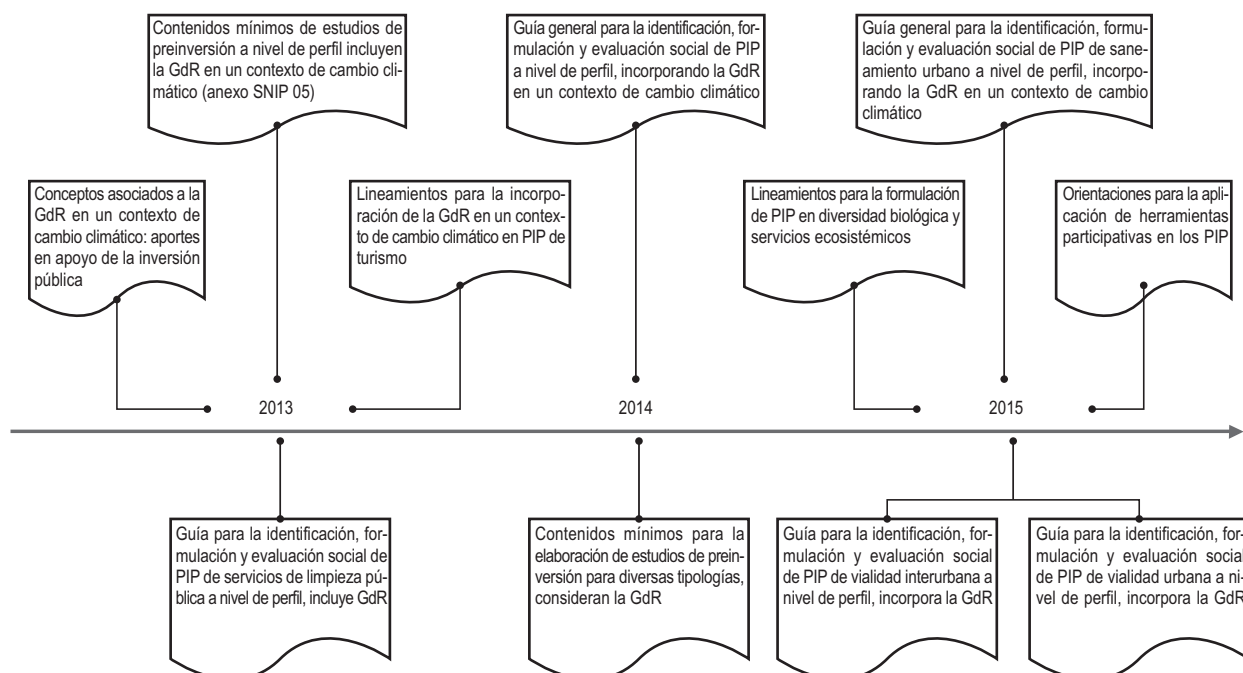 Contenidos mínimos de estudios de
preinversión a nivel de perfil incluyen
la GdR en un contexto de cambio cli-
mático (anexo SNIP 05)
Guía general para la identificación, for-
mulación y evaluación social de PIP
a nivel de perfil, incorporando la GdR
en un contexto de cambio climático
Guía general para la identificación, formu-
lación y evaluación social de PIP de sane-
amiento urbano a nivel de perfil, incorpo-
rando la GdR en un contexto de cambio
climático
Conceptos asociados a la
GdR en un contexto de
cambio climático: aportes
en apoyo de la inversión
pública
Lineamientos para la incorpo-
ración de la GdR en un contex-
to de cambio climático en PIP de
turismo
Lineamientos para la formulación
de PIP en diversidad biológica y
servicios ecosistémicos
Orientaciones para la apli-
cación de herramientas
participativas en los PIP
2013
2014
2015
Guía para la identificación, for-
mulación y evaluación social de
PIP de servicios de limpieza pú-
blica a nivel de perfil, incluye GdR
Contenidos mínimos para la
elaboración de estudios de prein-
versión para diversas tipologías,
consideran la GdR
Guía para la identificación, for-
mulación y evaluación social
de PIP de vialidad interurbana a
nivel de perfil, incorpora la GdR
Guía para la identificación, for-
mulación y evaluación social
de PIP de vialidad urbana a ni-
vel de perfil, incorpora la GdR